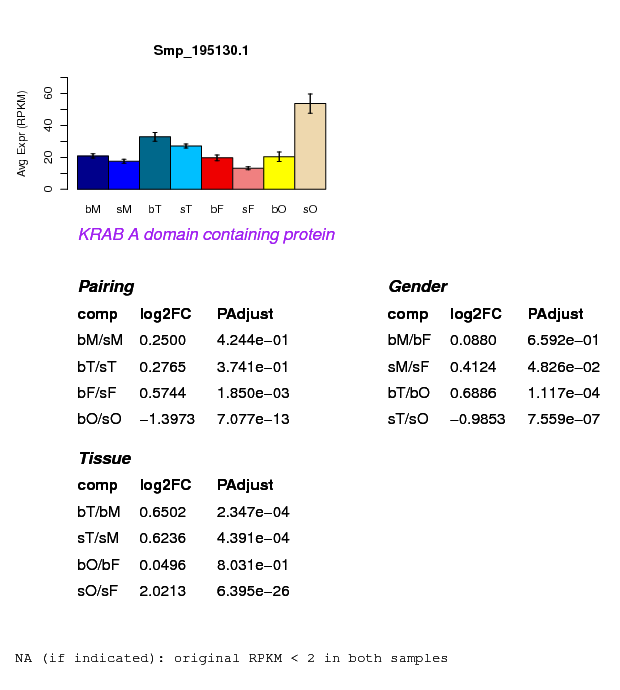 Smp_195130.1
Avg Expr (RPKM)
0 20 40 60
bM sM bT sT bF sF bO sO
KRAB A domain containing protein
Pairing
comp log2FC PAdjust
bM/sM 0.2500 4.244e−01
bT/sT 0.2765 3.741e−01
bF/sF 0.5744 1.850e−03
bO/sO −1.3973 7.077e−13
Gender
comp log2FC PAdjust
bM/bF 0.0880 6.592e−01
sM/sF 0.4124 4.826e−02
bT/bO 0.6886 1.117e−04
sT/sO −0.9853 7.559e−07
Tissue
comp log2FC PAdjust
bT/bM 0.6502 2.347e−04
sT/sM 0.6236 4.391e−04
bO/bF 0.0496 8.031e−01
sO/sF 2.0213 6.395e−26
NA (if indicated): original RPKM < 2 in both samples